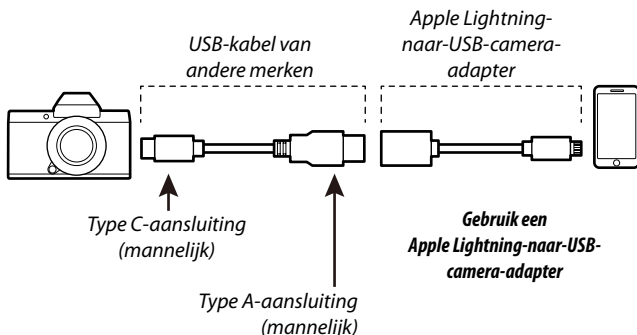 USB-kabel van
andere merken
Apple Lightning-
naar-USB-camera-
adapter
Type C-aansluiting
(mannelijk)
Gebruik een
Apple Lightning-naar-USB-
camera-adapter
Type A-aansluiting
(mannelijk)